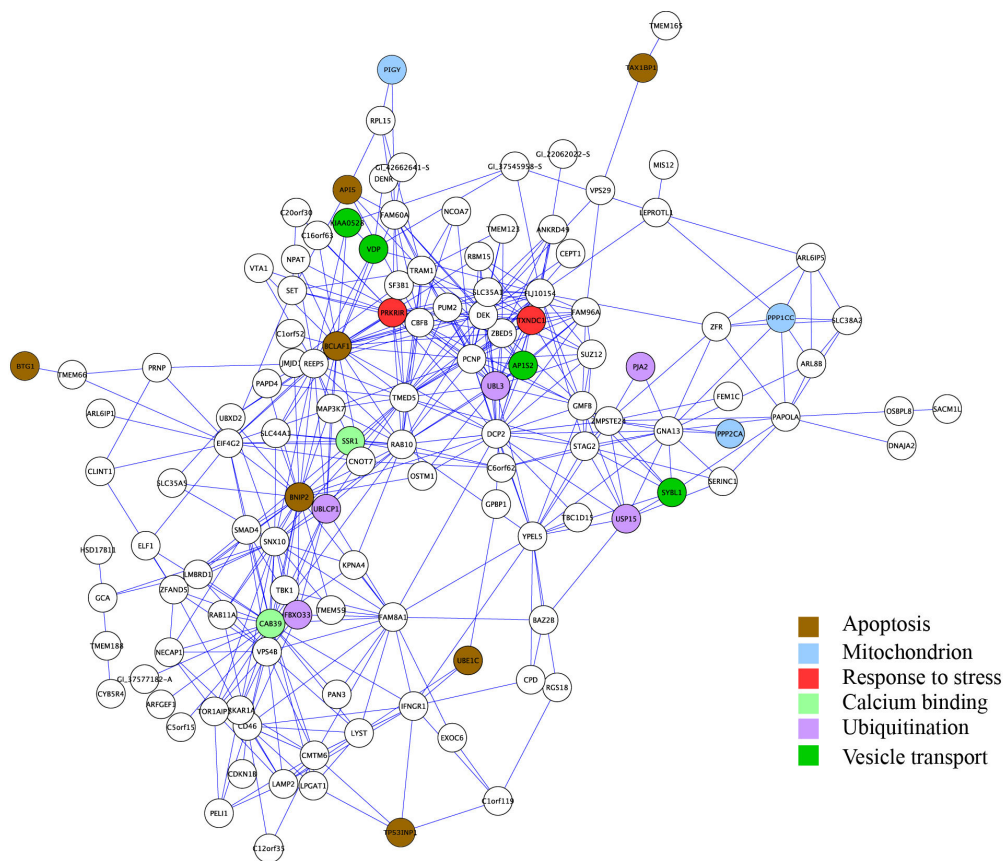 TMEM165
TAX1BP1
PIGY
RPL15
GI_22062022-S
GI_37545958-S
GI_42662641-S
MIS12
DENR
API5
VPS29
C20orf30
NCOA7
LEPROTL1
FAM60A
KIAA0528
TMEM123
ANKRD49
C16orf63
VDP
CEPT1
RBM15
NPAT
ARL6IP5
VTA1
TRAM1
SF3B1
SET
SLC35A1
FLJ10154
PUM2
PRKRIR
DEK
TXNDC1
FAM96A
PPP1CC
SLC38A2
CBFB
ZFR
C1orf52
ZBED5
BCLAF1
SUZ12
BTG1
TMEM66
PRNP
JMJD1
REEP5
PCNP
AP1S2
PJA2
ARL8B
PAPD4
UBL3
TMED5
FEM1C
MAP3K7
GMFB
ARL6IP1
UBXD2
ZMPSTE24
PAPOLA
OSBPL8
SACM1L
SLC44A1
DCP2
GNA13
PPP2CA
EIF4G2
SSR1
RAB10
STAG2
DNAJA2
CNOT7
CLINT1
C6orf62
SLC35A5
OSTM1
SERINC1
SYBL1
BNIP2
GPBP1
UBLCP1
TBC1D15
USP15
SMAD4
YPEL5
HSD17B11
ELF1
SNX10
KPNA4
LMBRD1
ZFAND5
TBK1
GCA
RAB11A
FBXO33
TMEM59
FAM8A1
BAZ2B
CAB39
Apoptosis
TMEM188
NECAP1
VPS4B
Mitochondrion
UBE1C
GI_37577182-A
Response to stress
CPD
RGS18
CYB5R4
ARFGEF1
PAN3
Calcium binding
TOR1AIP
PRKAR1A
IFNGR1
C5orf15
CD46
LYST
Ubiquitination
EXOC6
CMTM6
Vesicle transport
CDKN1B
LAMP2
LPGAT1
C1orf119
PELI1
TP53INP1
C12orf35